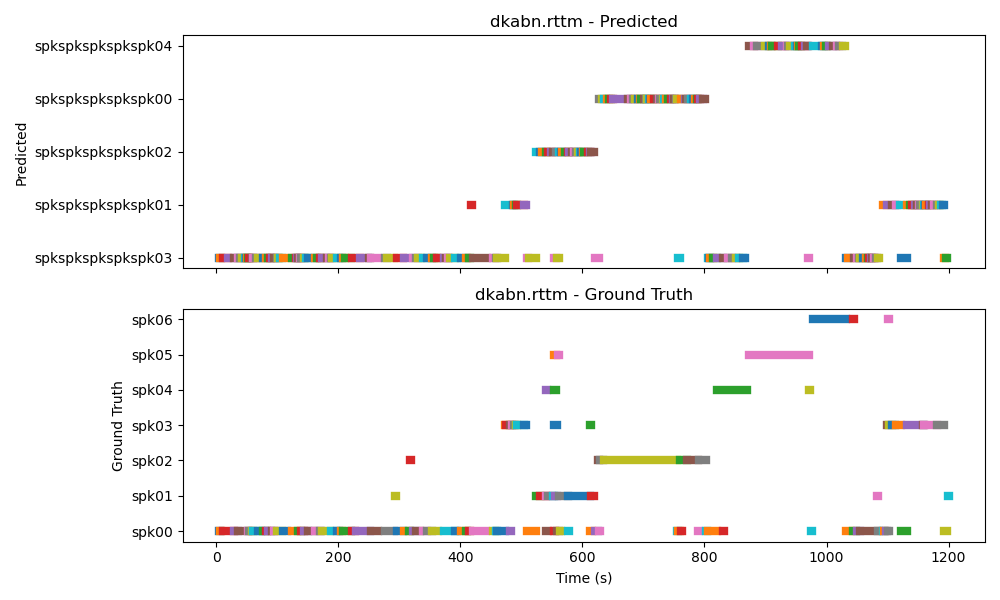 dkabn.rttm - Predicted
spkspkspkspkspk04
spkspkspkspkspk00
spkspkspkspkspk02
spkspkspkspkspk01
spkspkspkspkspk03
Predicted
dkabn.rttm - Ground Truth
spk06
spk05
spk04
spk03
spk02
spk01
spk00
Ground Truth
0 200 400 600 800 1000 1200
Time (s)